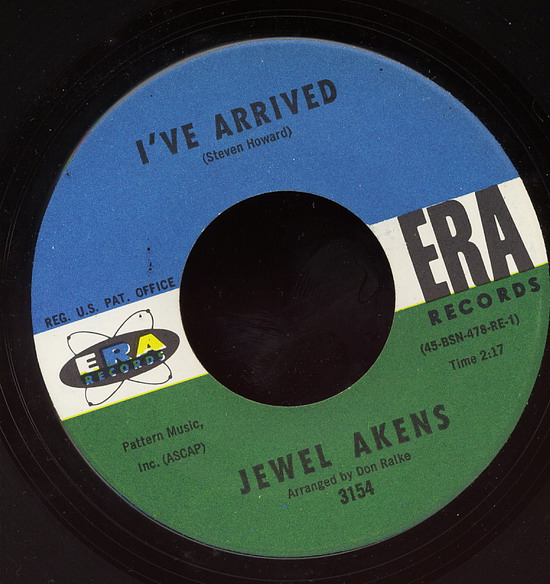 I'VE ARRIVED
(Steven Howard)
ERA
RECORDS
REG. U.S. PAT. OFFICE
ERA
RECORDS
(45-BSN-478-RE-1)
Time 2:17
Pattern Music,
Inc. (ASCAP)
JEWEL AKENS
Arranged by Don Ralke
3154